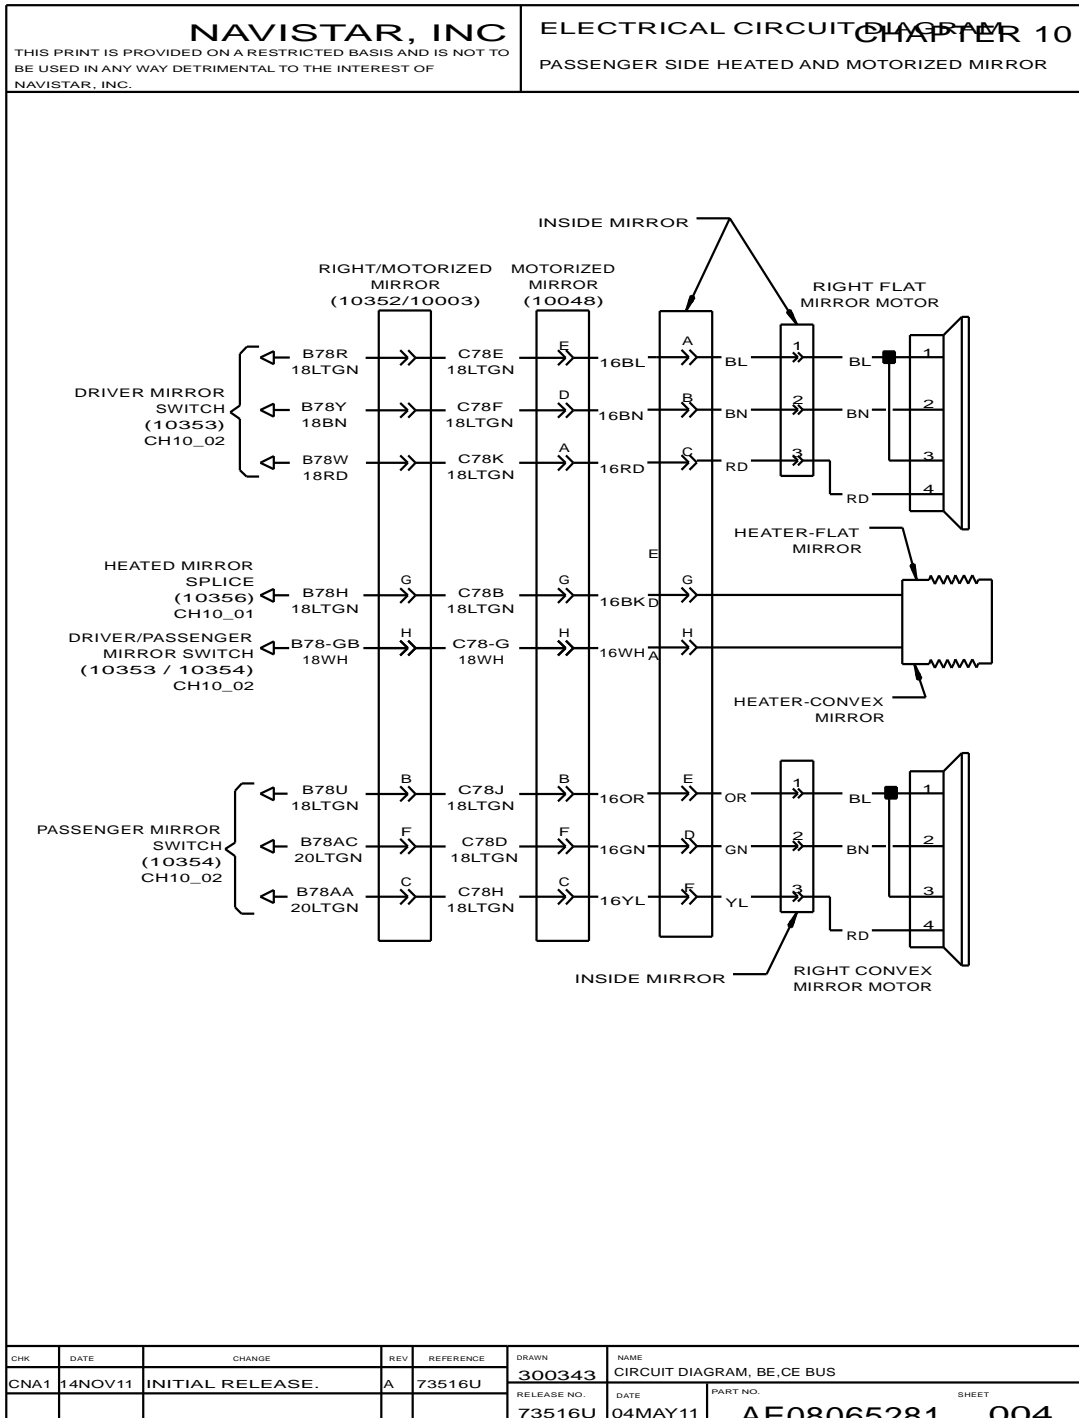 NAVISTAR, INC
THIS PRINT IS PROVIDED ON A RESTRICTED BASIS AND IS NOT TO
BE USED IN ANY WAY DETRIMENTAL TO THE INTEREST OF
NAVISTAR, INC.
ELECTRICAL CIRCUIT DIAGRAM
CHAPTER 10
PASSENGER SIDE HEATED AND MOTORIZED MIRROR
INSIDE MIRROR
RIGHT/MOTORIZED
MIRROR
(10352/10003)
MOTORIZED
MIRROR
(10048)
RIGHT FLAT
MIRROR MOTOR
DRIVER MIRROR
SWITCH
(10353)
CH10_02
B78R
18LTGN
C78E
18LTGN
E
16BL
A
BL
1
BL
1
B78Y
18BN
C78F
18LTGN
D
16BN
B
BN
2
BN
2
B78W
18RD
C78K
18LTGN
A
16RD
C
RD
3
3
RD
4
HEATER-FLAT
MIRROR
HEATED MIRROR
SPLICE
(10356)
CH10_01
B78H
18LTGN
G
C78B
18LTGN
G
E
16BK
D
G
DRIVER/PASSENGER
MIRROR SWITCH
(10353 / 10354)
CH10_02
B78-GB
18WH
H
C78-G
18WH
H
16WH
A
H
HEATER-CONVEX
MIRROR
PASSENGER MIRROR
SWITCH
(10354)
CH10_02
B78U
18LTGN
B
C78J
18LTGN
B
16OR
E
OR
1
BL
1
B78AC
20LTGN
F
C78D
18LTGN
F
16GN
D
GN
2
BN
2
B78AA
20LTGN
C
C78H
18LTGN
C
16YL
F
YL
3
3
RD
4
INSIDE MIRROR
RIGHT CONVEX
MIRROR MOTOR
CHK DATE CHANGE REV REFERENCE
CNA1 14NOV11 INITIAL RELEASE. A 73516U
DRAWN
300343
NAME
CIRCUIT DIAGRAM, BE,CE BUS
RELEASE NO.
73516U
DATE
04MAY11
PART NO.
AE08065281
SHEET
004